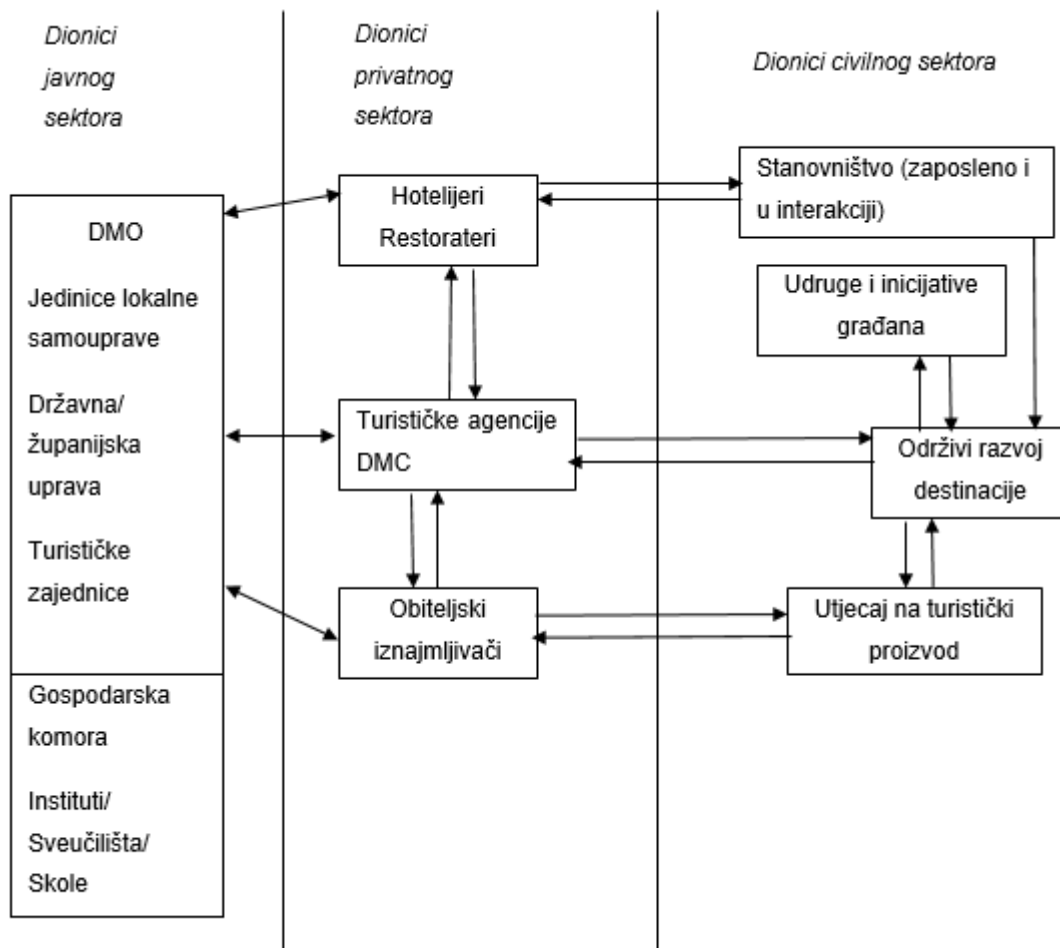 Dionici
javnog
sektora
Dionici
privatnog
sektora
Dionici civilnog sektora
DMO
Jedinice lokalne
samouprave
Državna/
županijska
uprava
Turističke
zajednice
Gospodarska
komora
Instituti/
Sveučilišta/
Skole
Hotelijeri
Restorateri
Turističke agencije
DMC
Obiteljski
iznajmljivači
Stanovništvo (zaposleno i
u interakciji)
Udruge i inicijative
građana
Održivi razvoj
destinacije
Utjecaj na turistički
proizvod